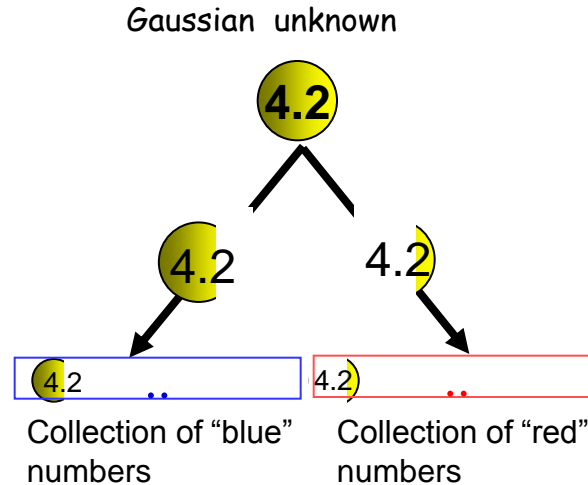 Gaussian unknown
4.2
4.2 4.2
4.2 .. 4.2 ..
Collection of “blue” numbers
Collection of “red” numbers